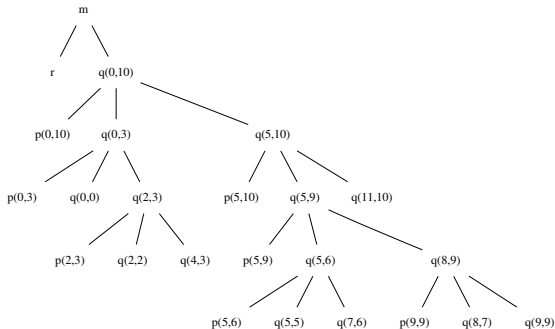 m
r q(0,10)
p(0,10) q(0,3) q(5,10)
p(0,3) q(0,0) q(2,3) p(5,10) q(5,9) q(11,10)
p(2,3) q(2,2) q(4,3) p(5,9) q(5,6) q(8,9)
p(5,6) q(5,5) q(7,6) p(9,9) q(8,7) q(9,9)